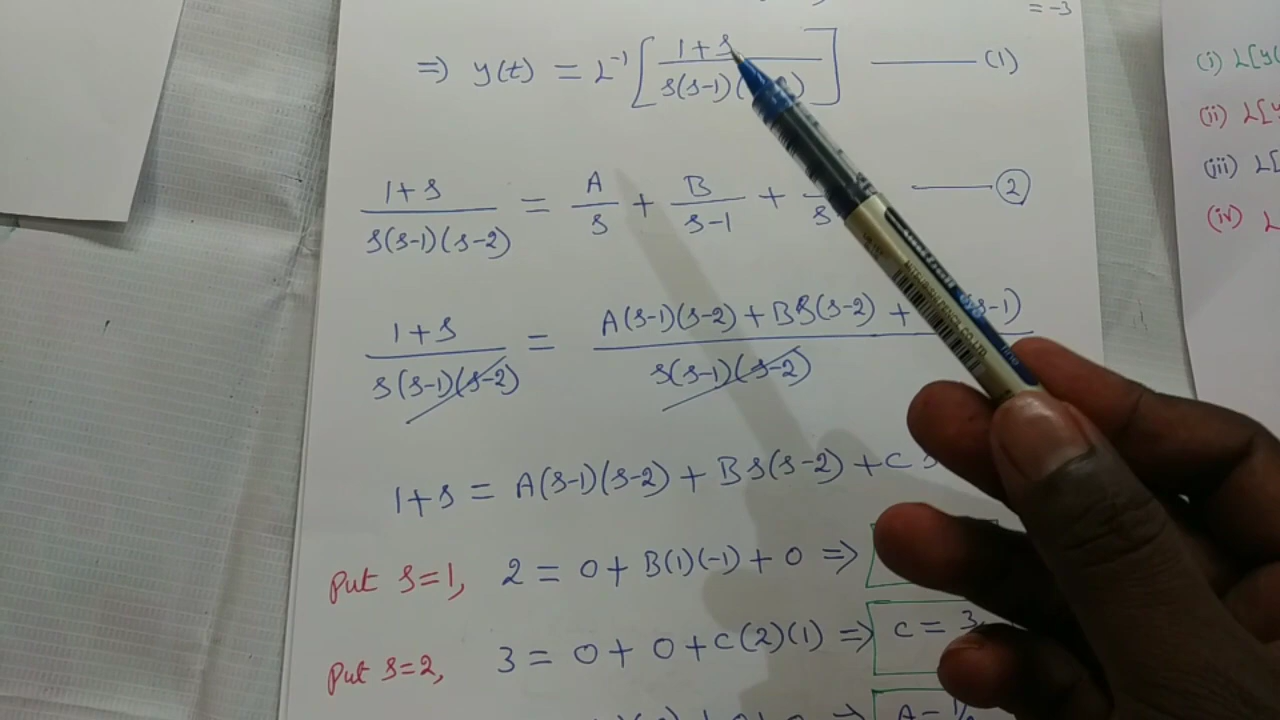 = -3
⇒ y(t) = L⁻¹[(1+s)/(s(s-1)( ))] —— (1)
(1+s)/(s(s-1)(s-2)) = A/s + B/(s-1) + /s —— (2)
(1+s)/(s(s-1)(s-2)) = (A(s-1)(s-2) + Bs(s-2) + s-1))/(s(s-1)(s-2))
1+s = A(s-1)(s-2) + Bs(s-2) + C s
Put s=1, 2 = 0 + B(1)(-1) + 0 ⇒
Put s=2, 3 = 0 + 0 + C(2)(1) ⇒ C = 3
⇒ A = 1/
(i) L[y(
(ii) L[y
(iii) L[
(iv) L